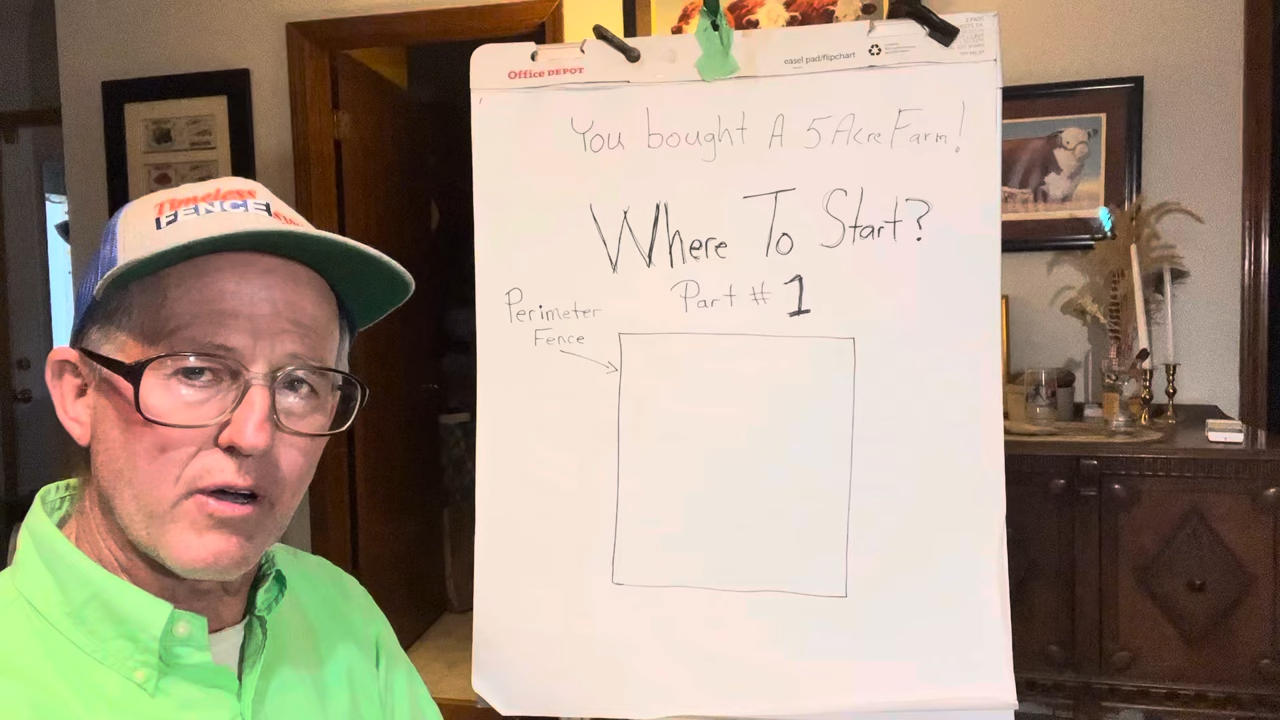 Office DEPOT
easel pad/flipchart
You bought A 5 Acre Farm!
Where To Start?
Part # 1
Perimeter
Fence
Timeless
FENCE